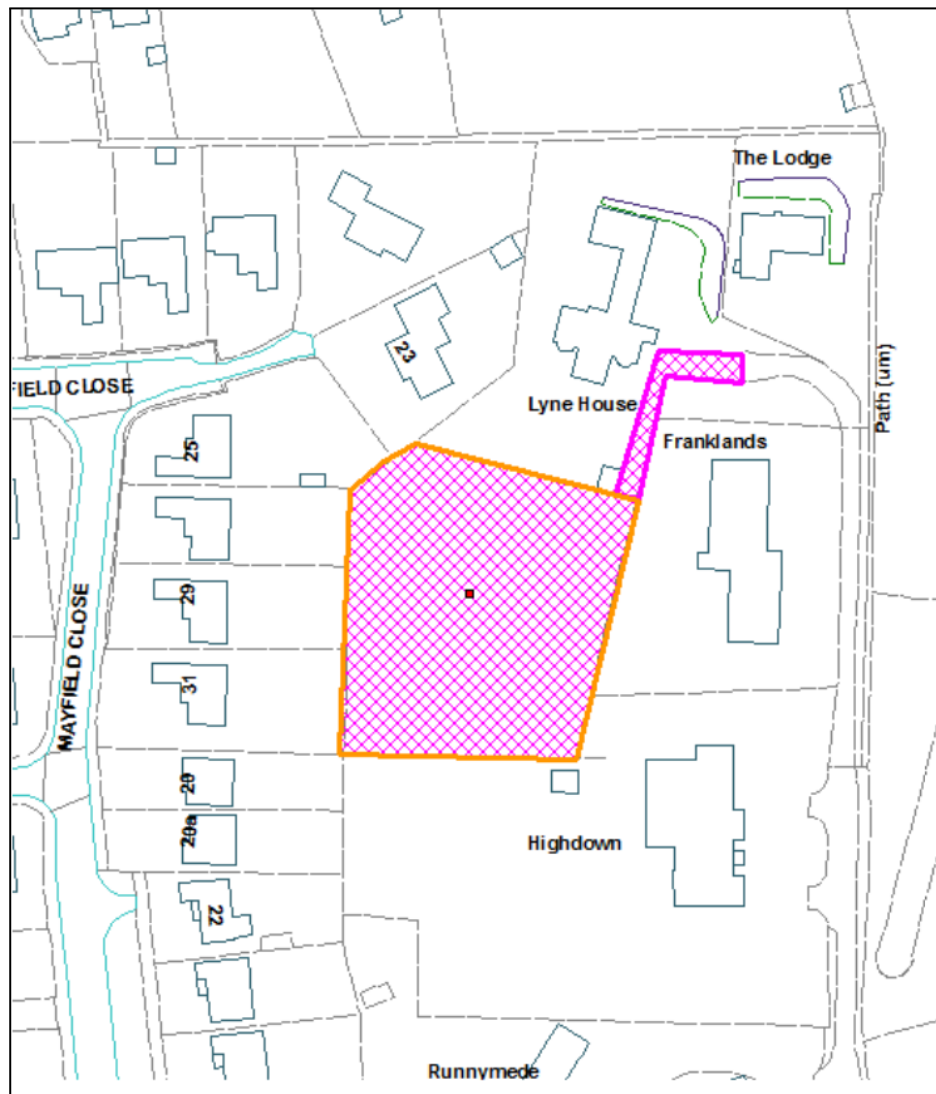 The Lodge
FIELD CLOSE
23
Lyne House
Path (um)
25
Franklands
29
MAYFIELD CLOSE
31
20
20a
Highdown
22
Runnymede